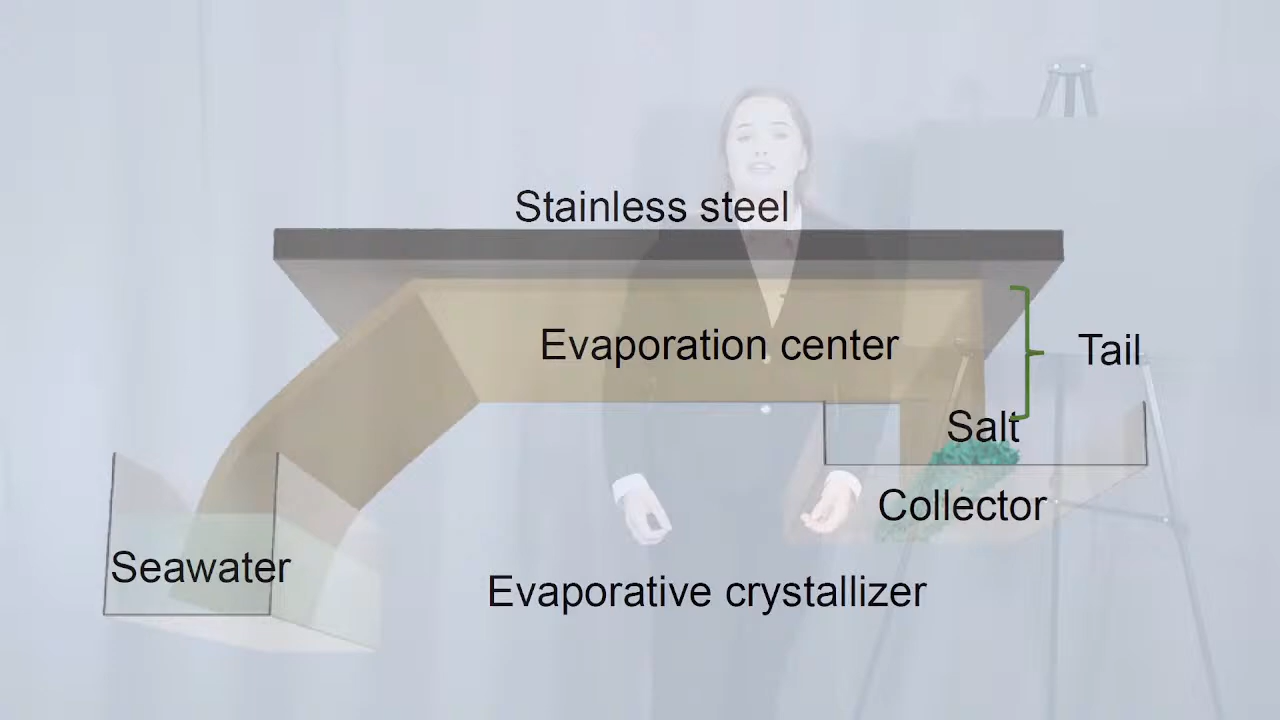 Stainless steel
Evaporation center
Tail
Salt
Collector
Seawater
Evaporative crystallizer